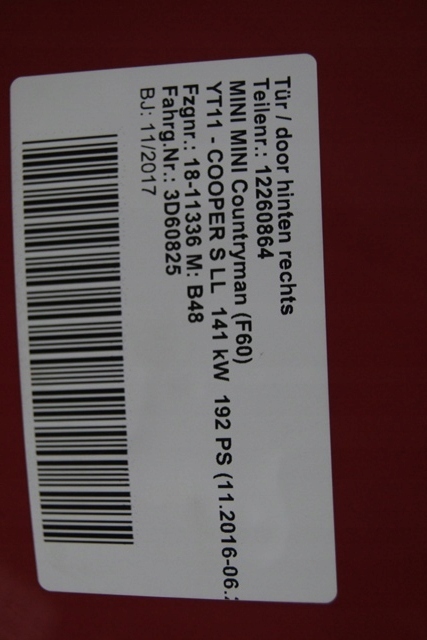 Tür / door hinten rechts
Teilenr.: 12260864
MINI MINI Countryman (F60)
YT11 - COOPER S LL 141 kW 192 PS (11.2016-06.
Fzgnr.: 18-11336 M: B48
Fahrg.Nr.: 3D60825
BJ: 11/2017